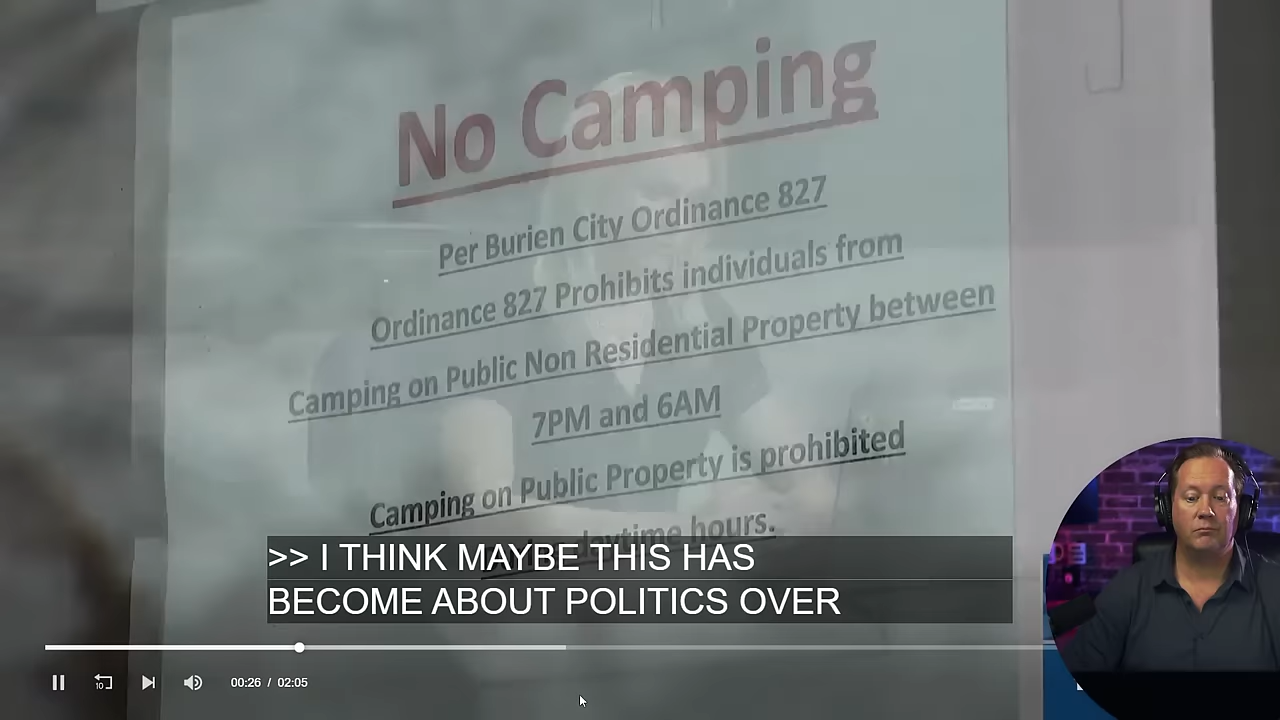 No Camping
Per Burien City Ordinance 827
Ordinance 827 Prohibits individuals from
Camping on Public Non Residential Property between
7PM and 6AM
Camping on Public Property is prohibited
daytime hours.
>> I THINK MAYBE THIS HAS
BECOME ABOUT POLITICS OVER
10
00:26 / 02:05